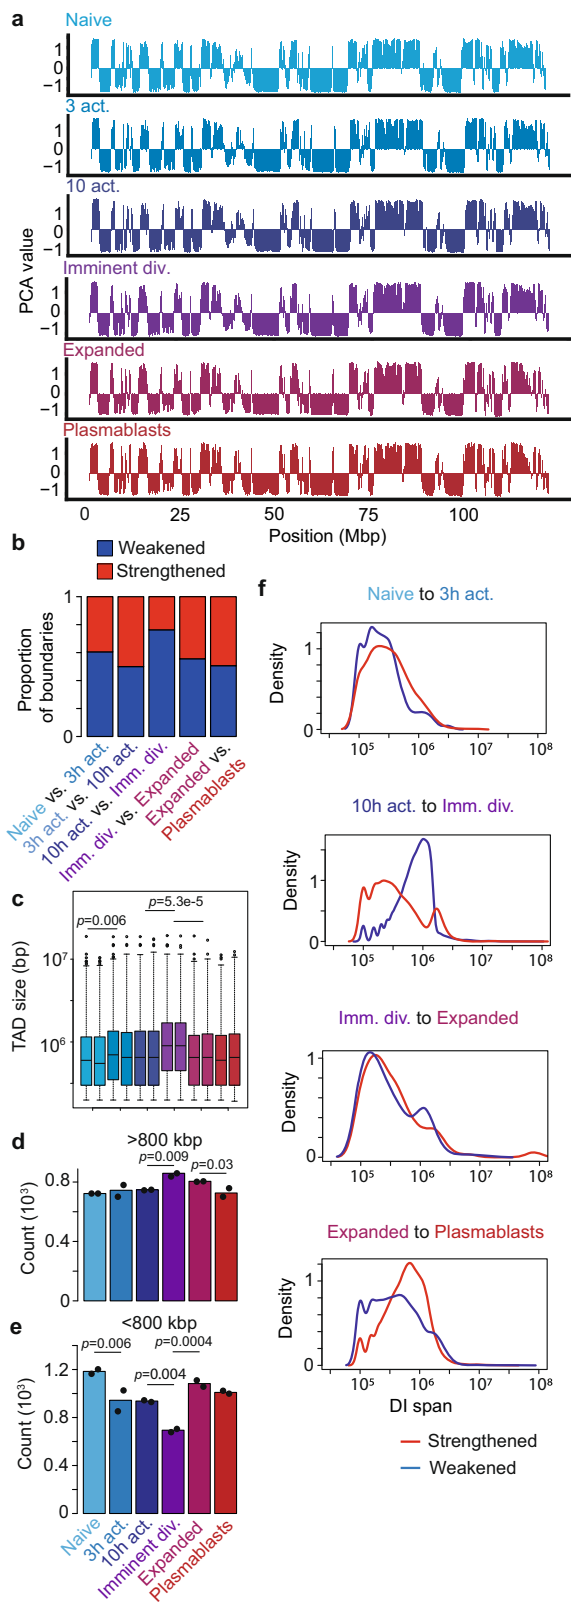 a
Naive
1
0
−1
3 act.
1
0
−1
10 act.
1
0
−1
Imminent div.
1
0
−1
Expanded
1
0
−1
Plasmablasts
1
0
−1
PCA value
0 25 50 75 100
Position (Mbp)
b
Weakened
Strengthened
1
0
Proportion
of boundaries
Naive vs. 3h act.
3h act. vs. 10h act.
10h act. vs. Imm. div.
Imm. div. vs. Expanded
Expanded vs.
Plasmablasts
c
p=5.3e-5
p=0.006
10⁷
10⁶
TAD size (bp)
d
>800 kbp
p=0.009
p=0.03
0.8
0.4
0
Count (10³)
e
<800 kbp
p=0.006
p=0.0004
p=0.004
1.2
0.8
0.4
0
Count (10³)
Naive
3h act.
10h act.
Imminent div.
Expanded
Plasmablasts
f
Naive to 3h act.
Density
1
0
10⁵ 10⁶ 10⁷ 10⁸
10h act. to Imm. div.
Density
1
0
10⁵ 10⁶ 10⁷ 10⁸
Imm. div. to Expanded
Density
1
0
10⁵ 10⁶ 10⁷ 10⁸
Expanded to Plasmablasts
Density
1
0
10⁵ 10⁶ 10⁷ 10⁸
DI span
Strengthened
Weakened